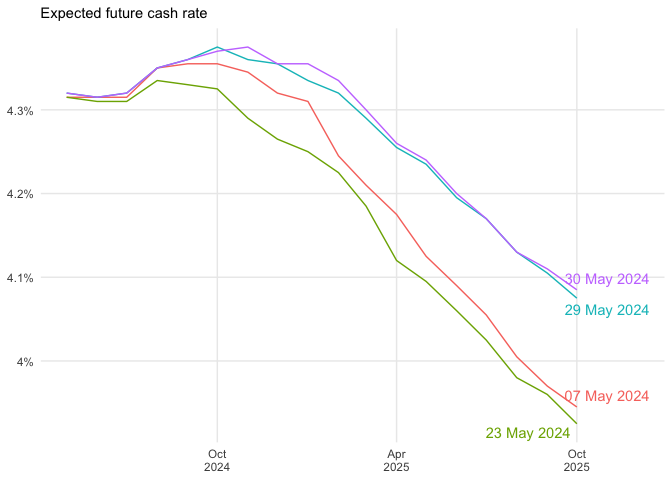 Expected future cash rate
4.3%
4.2%
4.1%
4%
30 May 2024
29 May 2024
07 May 2024
23 May 2024
Oct
2024
Apr
2025
Oct
2025